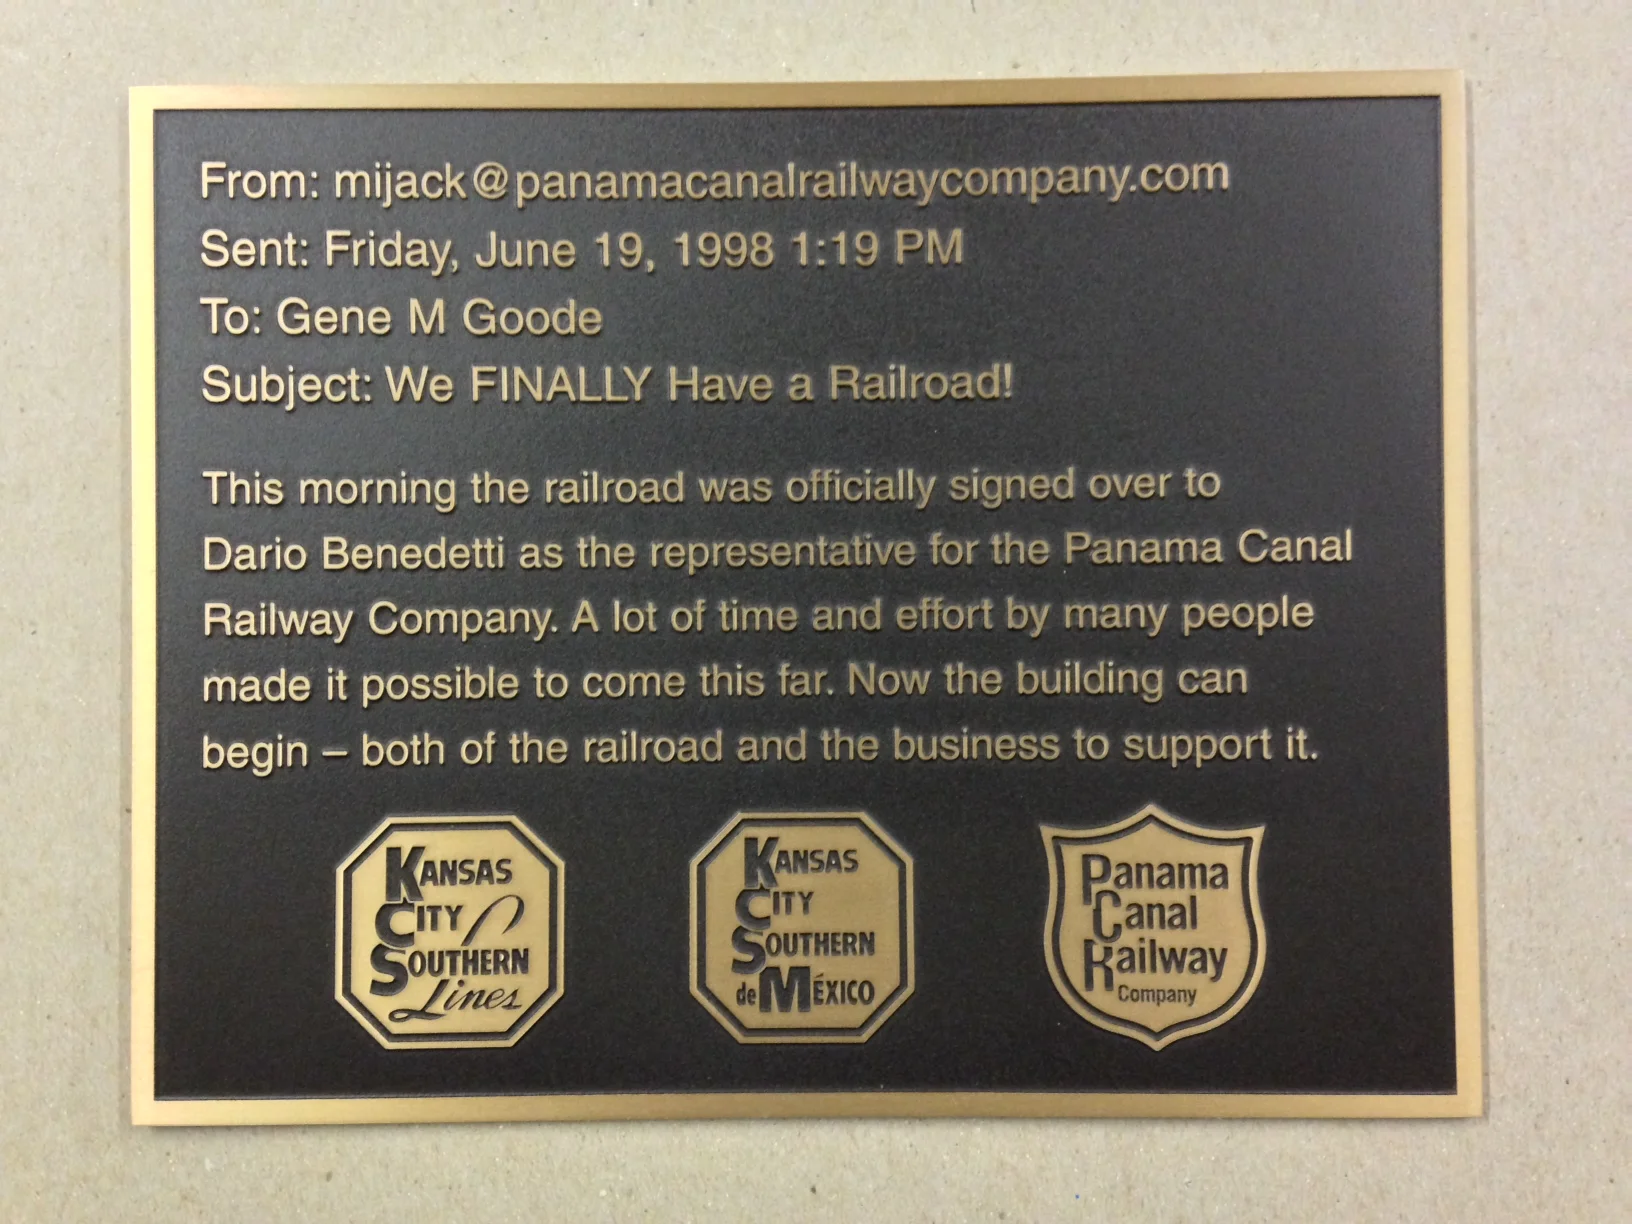 From: mijack@panamacanalrailwaycompany.com
Sent: Friday, June 19, 1998 1:19 PM
To: Gene M Goode
Subject: We FINALLY Have a Railroad!
This morning the railroad was officially signed over to
Dario Benedetti as the representative for the Panama Canal
Railway Company. A lot of time and effort by many people
made it possible to come this far. Now the building can
begin – both of the railroad and the business to support it.
KANSAS
CITY
SOUTHERN
Lines
KANSAS
CITY
SOUTHERN
de MÉXICO
Panama
Canal
Railway
Company